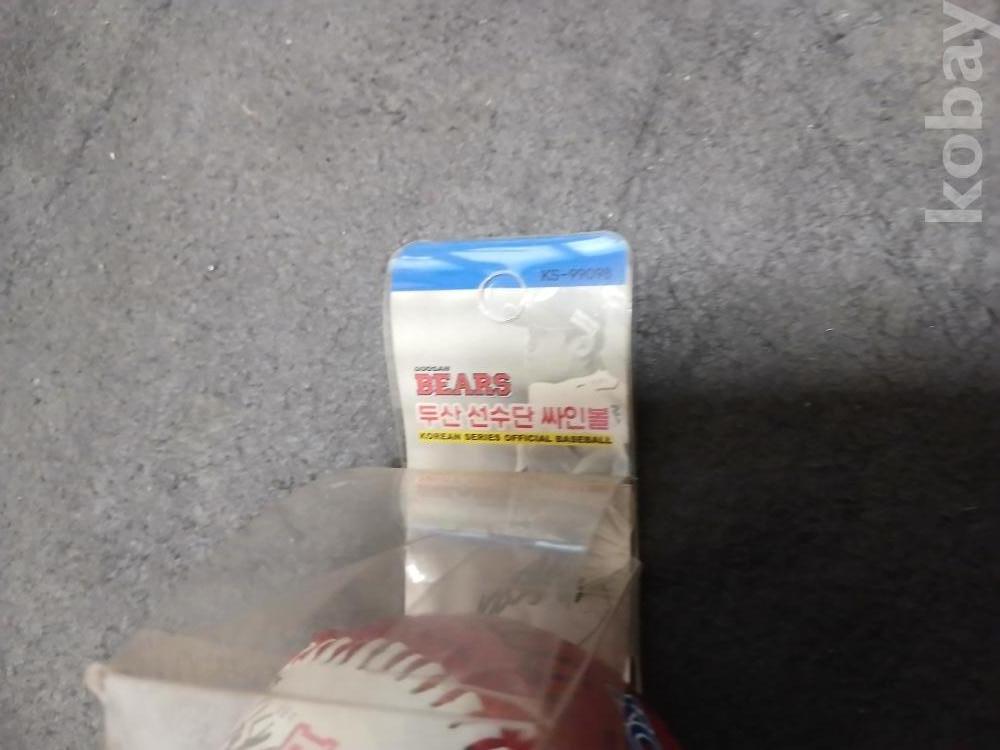 kobay
KS-99098
DOOSAN
BEARS
두산 선수단 싸인볼
KOREAN SERIES OFFICIAL BASEBALL